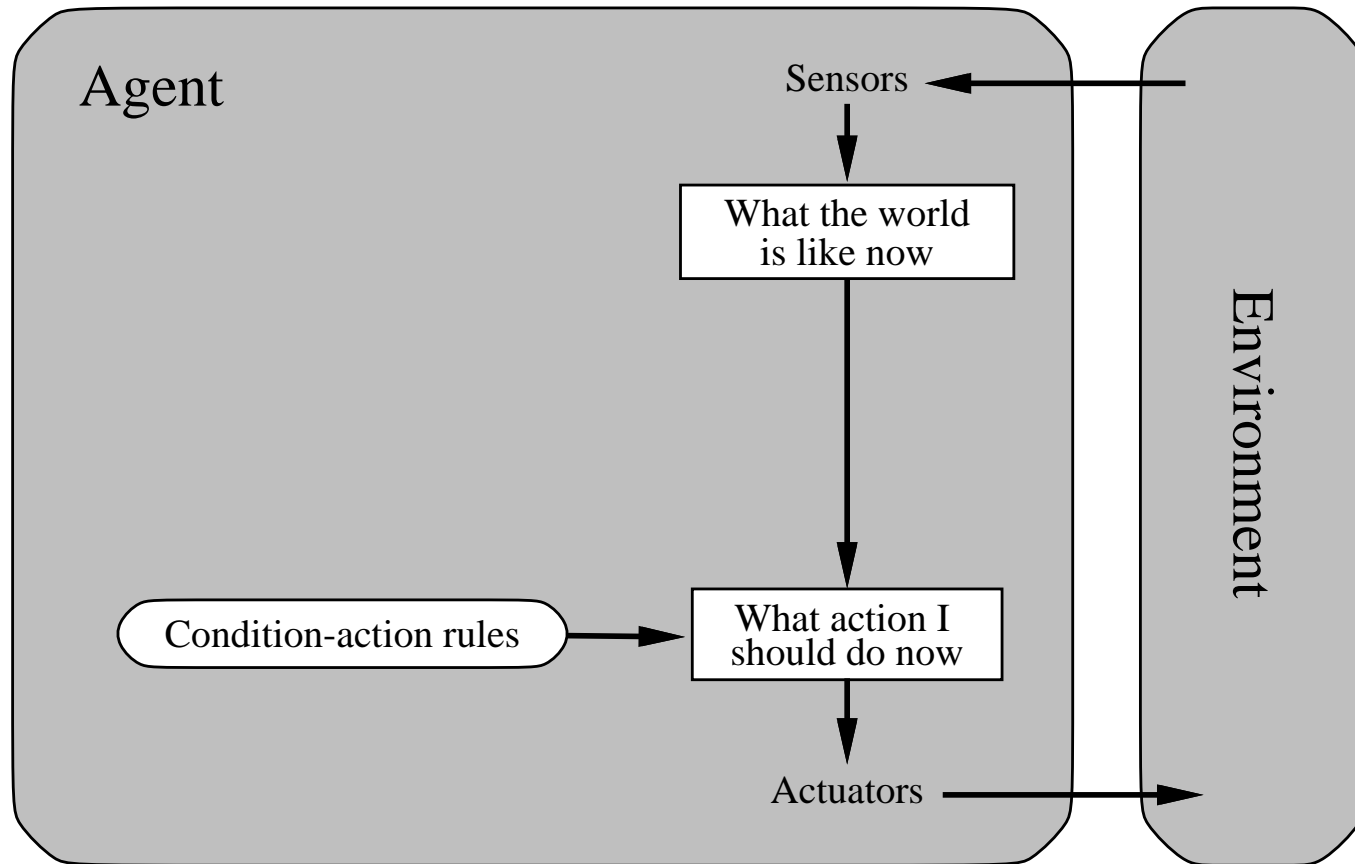 Agent
Sensors
What the world
is like now
Environment
Condition-action rules
What action I
should do now
Actuators